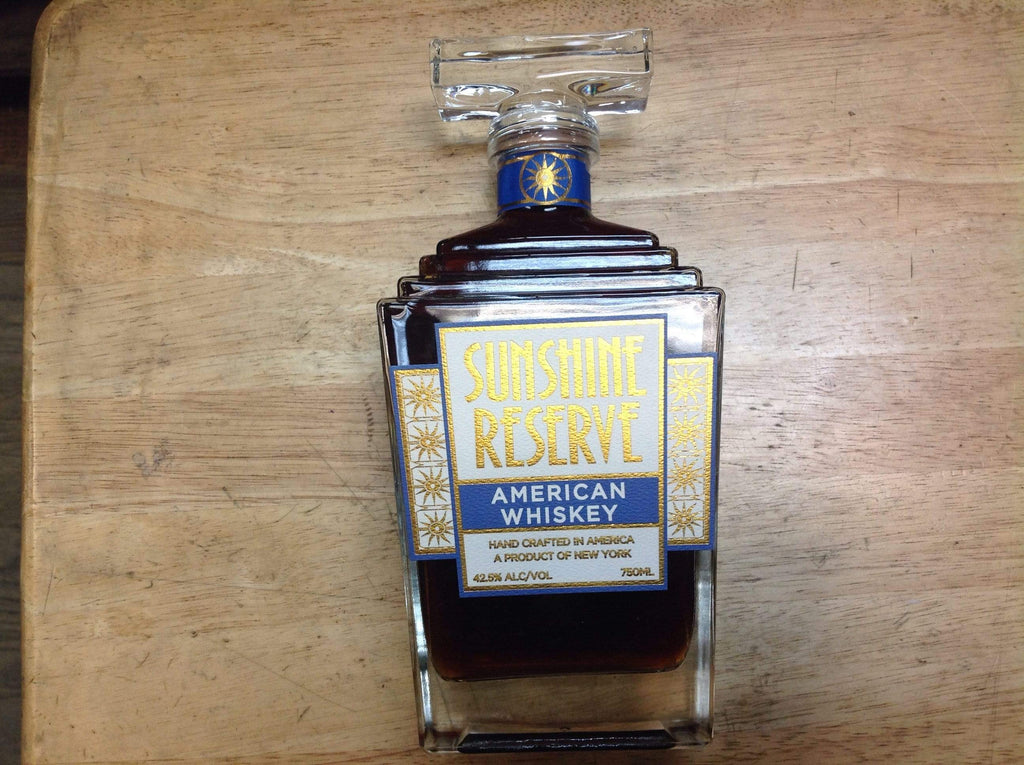 SUNSHINE
RESERVE
AMERICAN
WHISKEY
HAND CRAFTED IN AMERICA
A PRODUCT OF NEW YORK
42.5% ALC/VOL 750ML